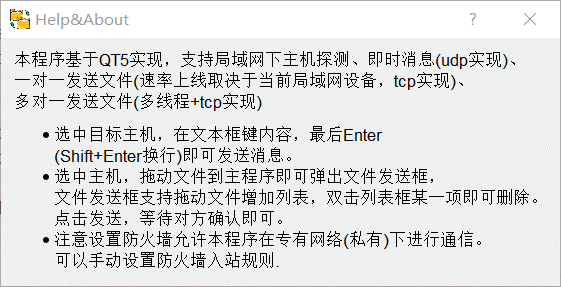 Help&About
本程序基于QT5实现，支持局域网下主机探测、即时消息(udp实现)、
一对一发送文件(速率上线取决于当前局域网设备，tcp实现)、
多对一发送文件(多线程+tcp实现)
• 选中目标主机，在文本框键内容，最后Enter
(Shift+Enter换行)即可发送消息。
• 选中主机，拖动文件到主程序即可弹出文件发送框，
文件发送框支持拖动文件增加列表，双击列表框某一项即可删除。
点击发送，等待对方确认即可。
• 注意设置防火墙允许本程序在专有网络(私有)下进行通信。
可以手动设置防火墙入站规则.